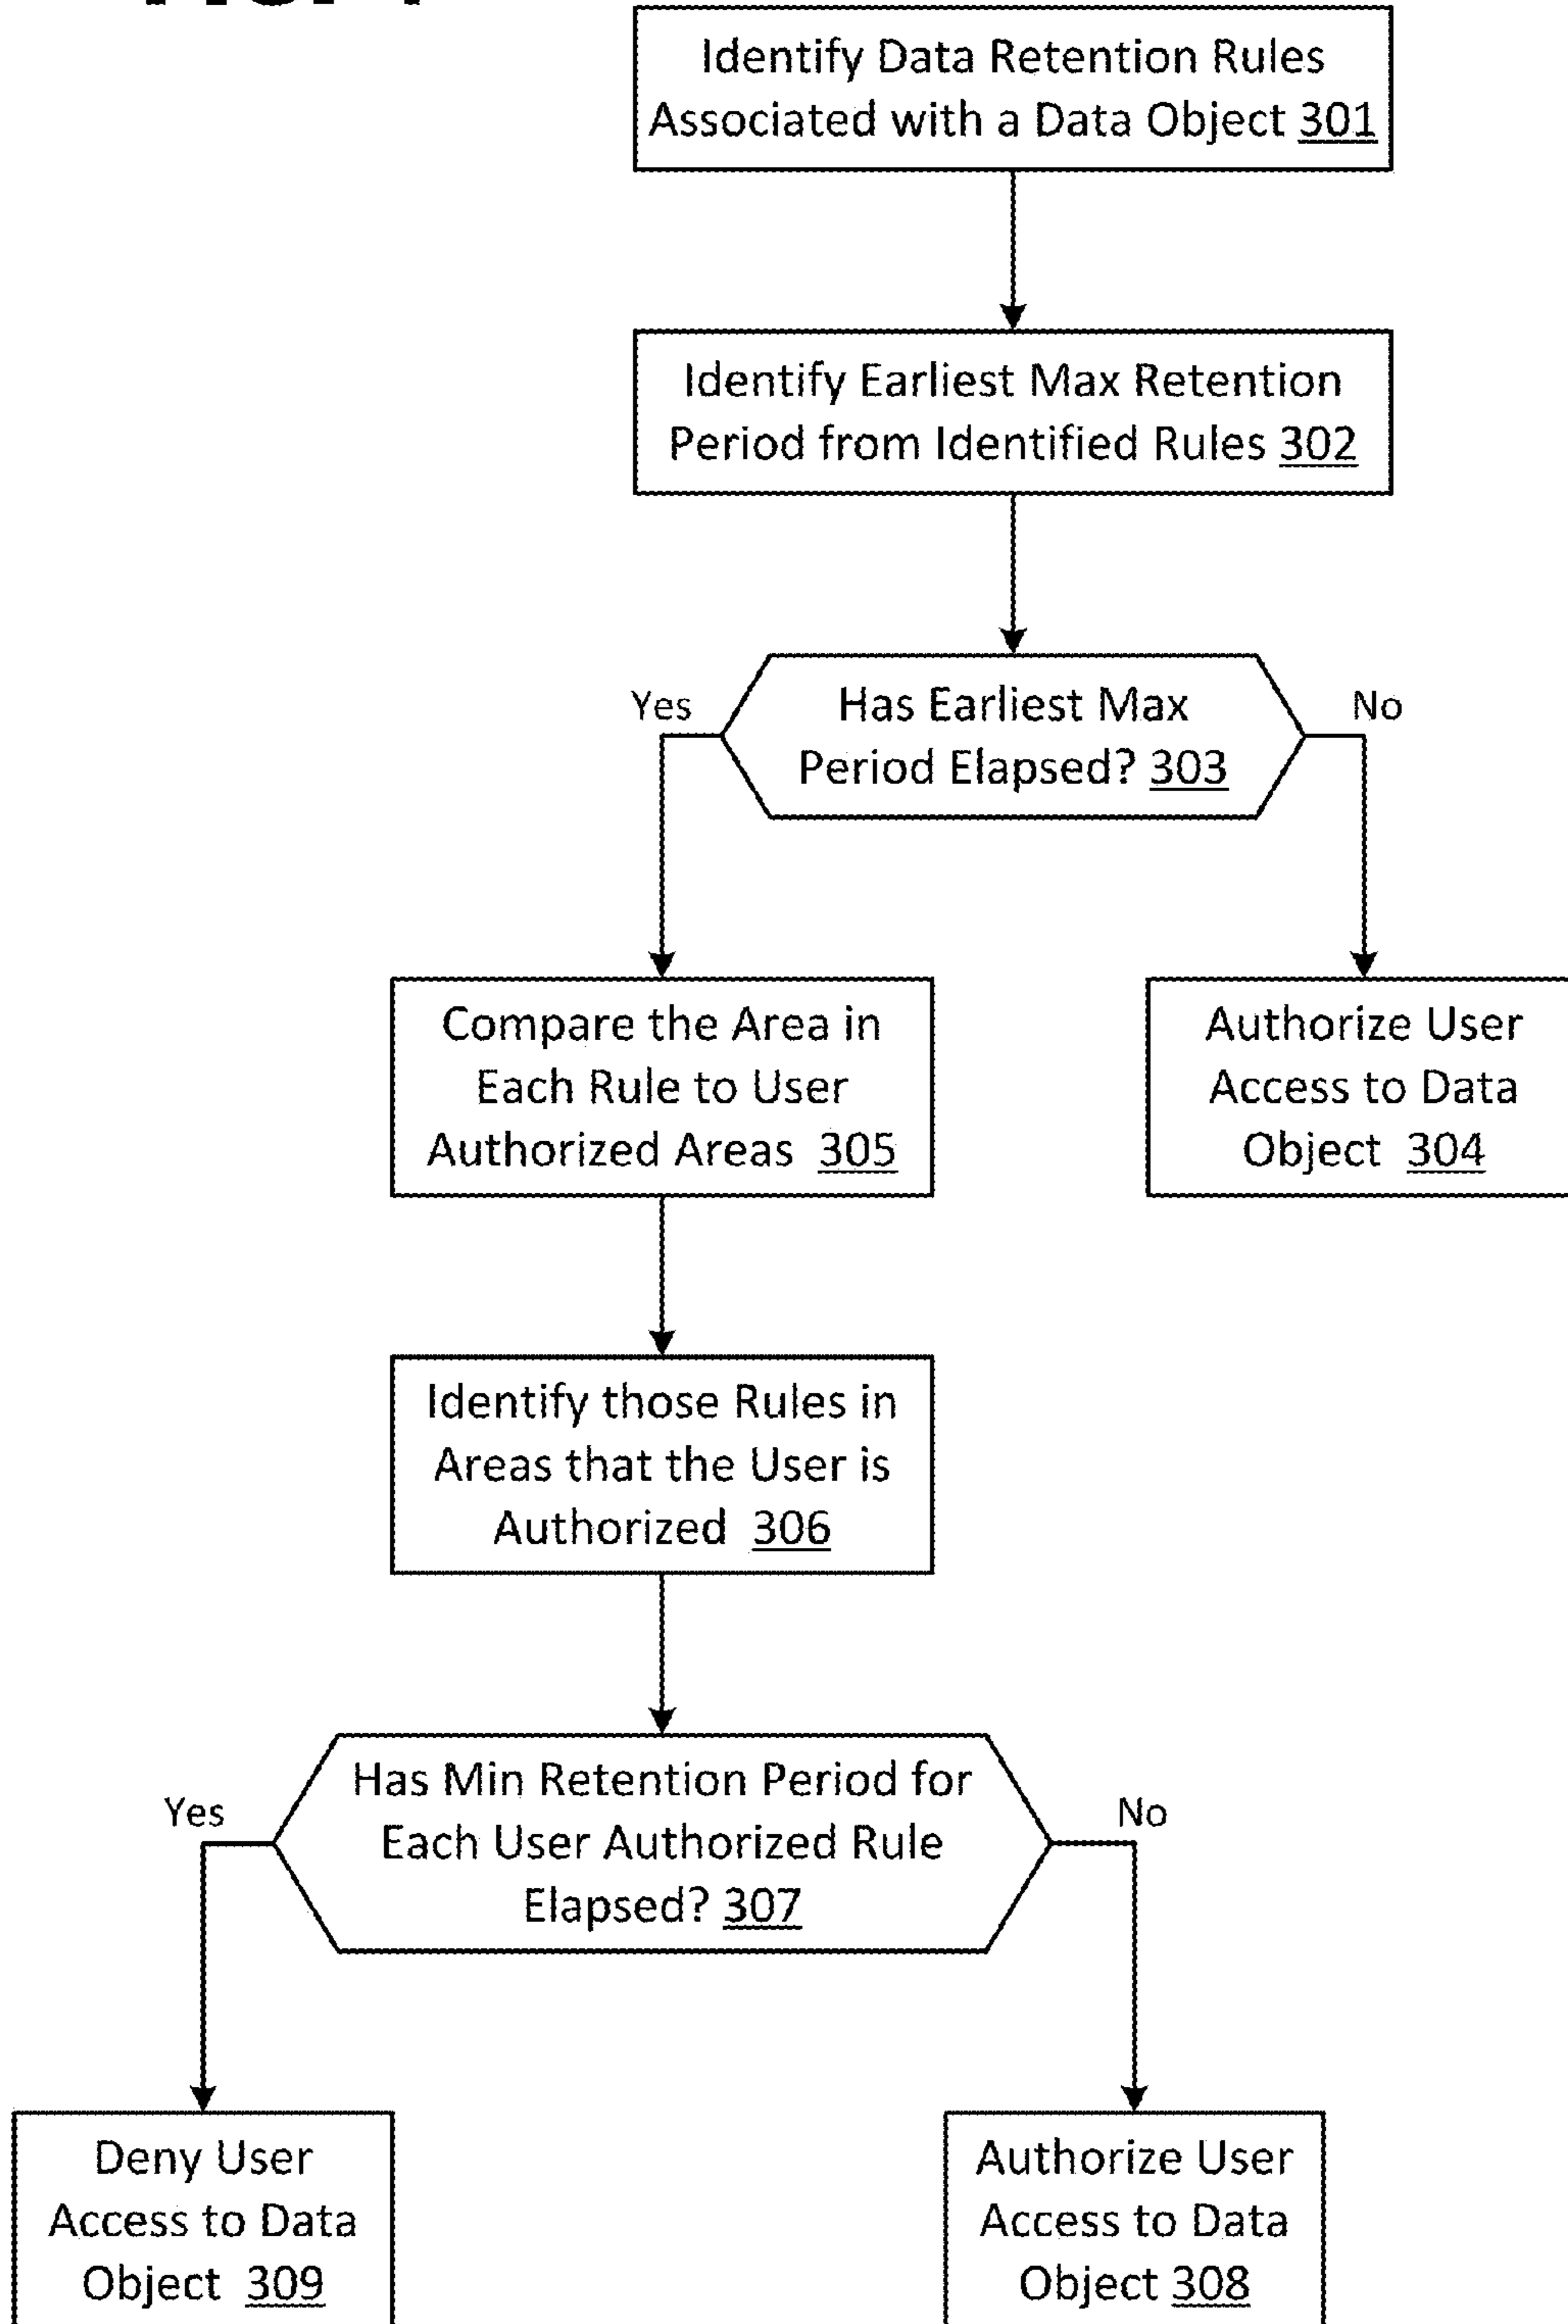 Identify Data Retention Rules
Associated with a Data Object 301
Identify Earliest Max Retention
Period from Identified Rules 302
Has Earliest Max
Period Elapsed? 303
Yes
No
Compare the Area in
Each Rule to User
Authorized Areas 305
Authorize User
Access to Data
Object 304
Identify those Rules in
Areas that the User is
Authorized 306
Has Min Retention Period for
Each User Authorized Rule
Elapsed? 307
Yes
No
Deny User
Access to Data
Object 309
Authorize User
Access to Data
Object 308